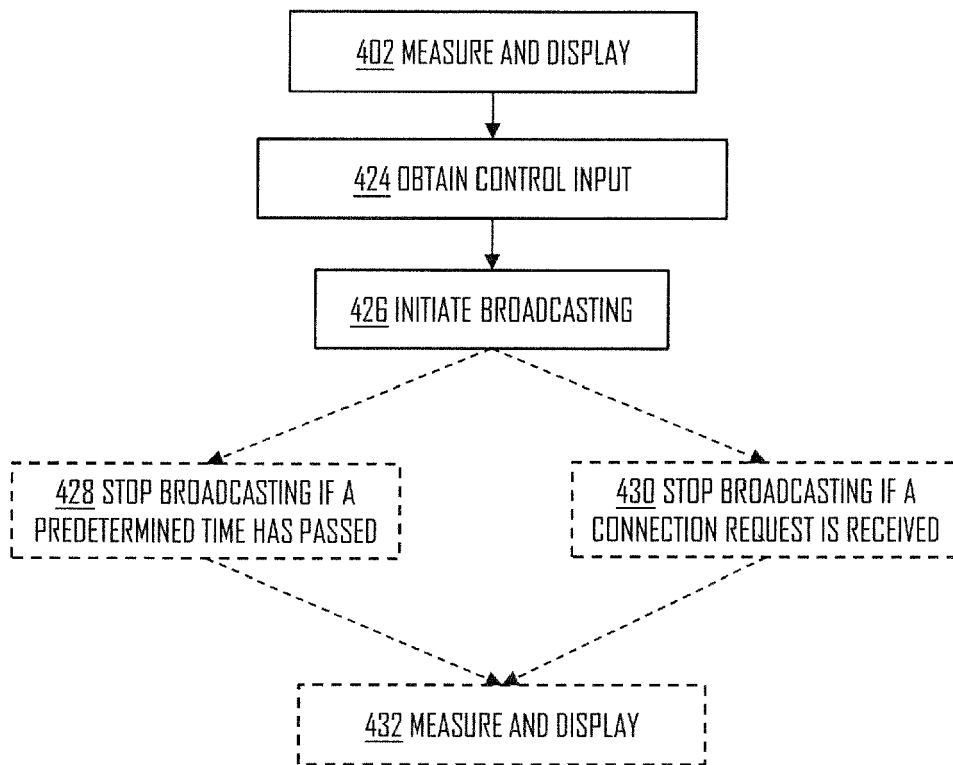 402 MEASURE AND DISPLAY
424 OBTAIN CONTROL INPUT
426 INITIATE BROADCASTING
428 STOP BROADCASTING IF A
PREDETERMINED TIME HAS PASSED
430 STOP BROADCASTING IF A
CONNECTION REQUEST IS RECEIVED
432 MEASURE AND DISPLAY